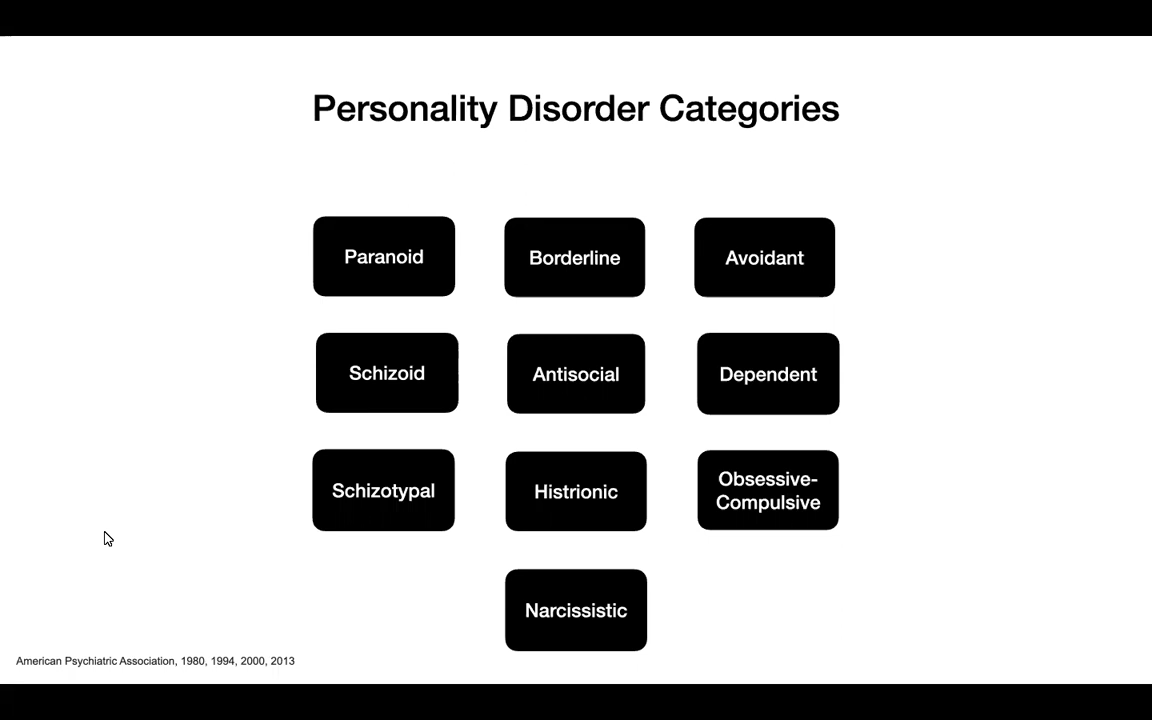 Personality Disorder Categories
Paranoid
Borderline
Avoidant
Schizoid
Antisocial
Dependent
Schizotypal
Histrionic
Obsessive-
Compulsive
Narcissistic
American Psychiatric Association, 1980, 1994, 2000, 2013